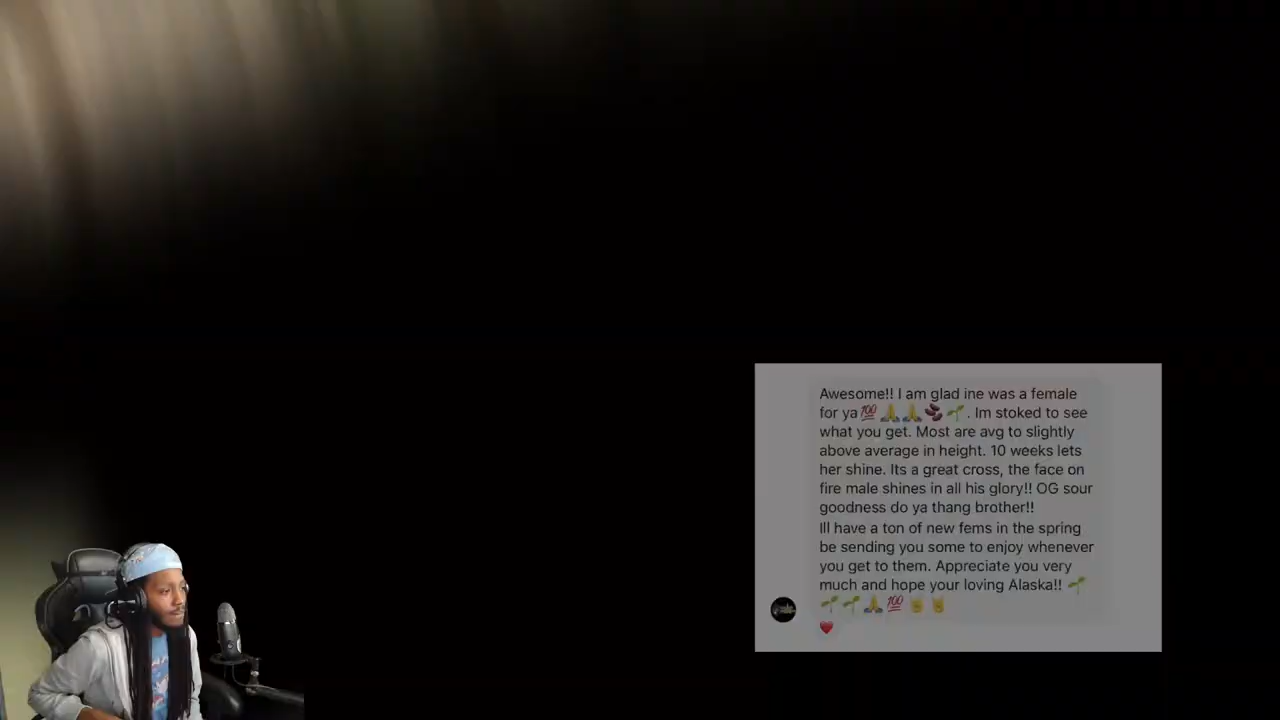 Awesome!! I am glad ine was a female
for ya💯🙏🙏🫘🌱. Im stoked to see
what you get. Most are avg to slightly
above average in height. 10 weeks lets
her shine. Its a great cross, the face on
fire male shines in all his glory!! OG sour
goodness do ya thang brother!!
Ill have a ton of new fems in the spring
be sending you some to enjoy whenever
you get to them. Appreciate you very
much and hope your loving Alaska!! 🌱
🌱🌱🙏💯🤘🤘
❤️